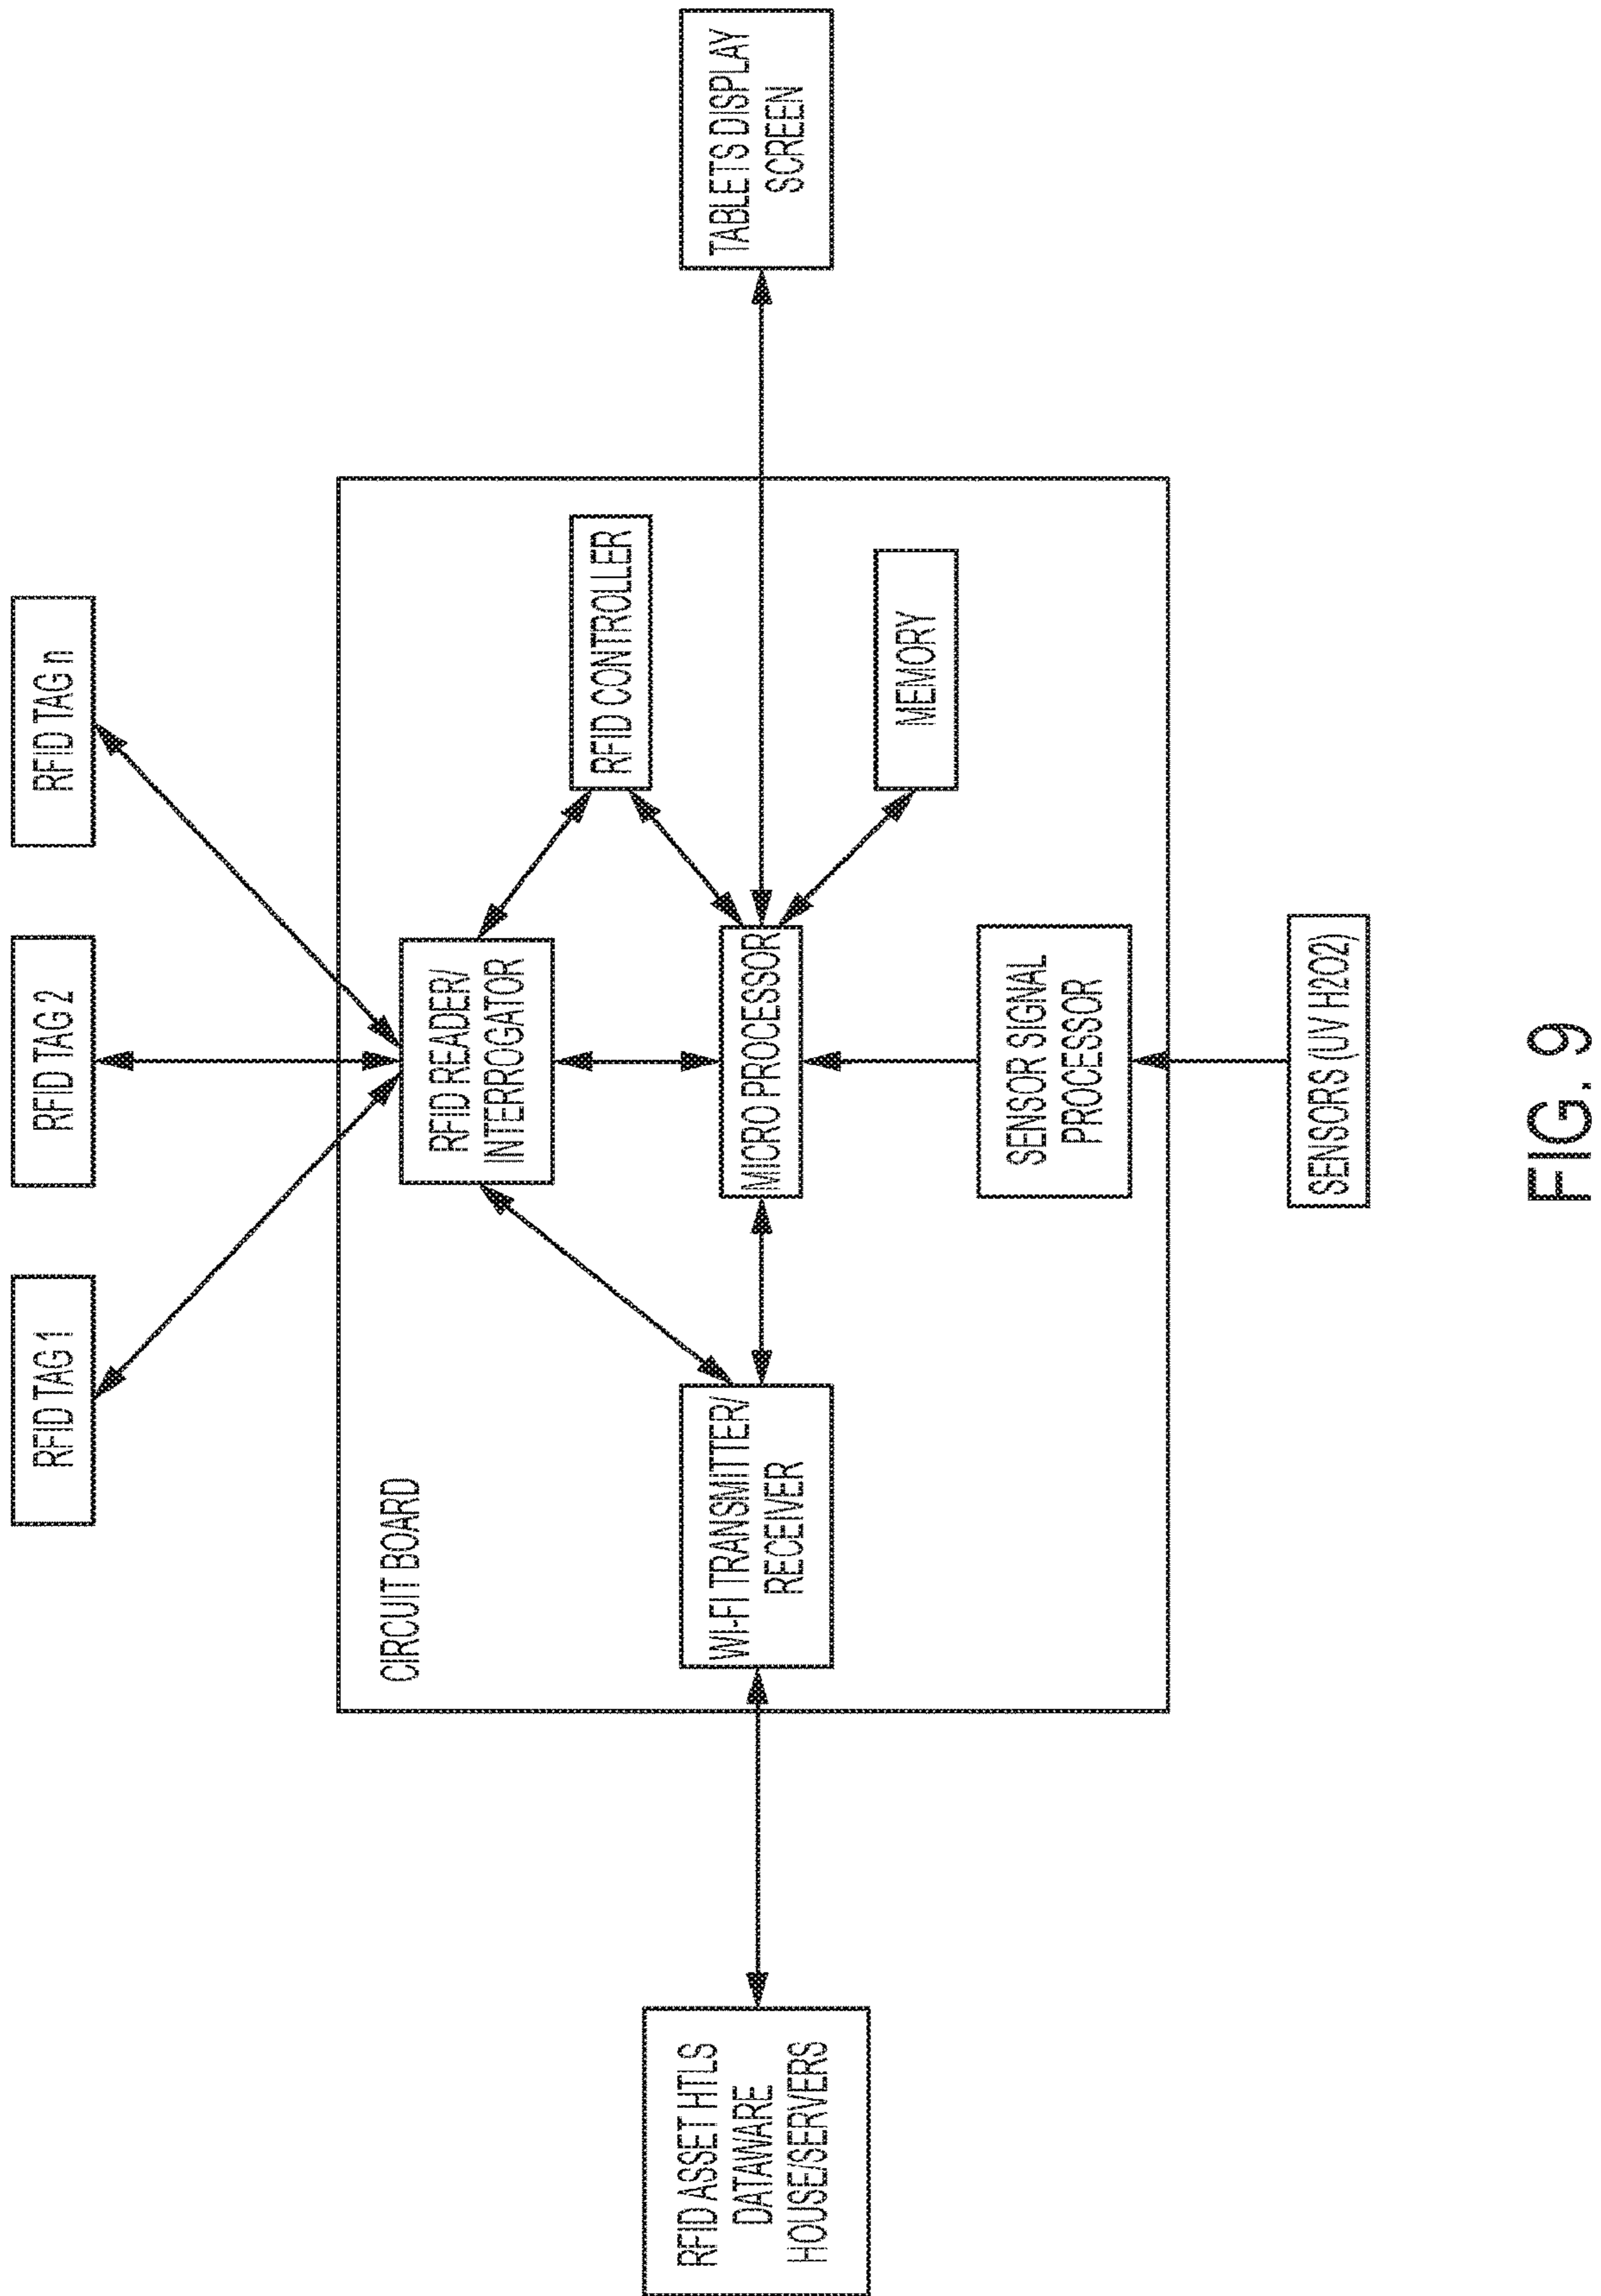 RFID TAG 1
RFID TAG 2
RFID TAG n
CIRCUIT BOARD
RFID READER/
INTERROGATOR
RFID CONTROLLER
RFID ASSET HTLS
DATAWARE
HOUSE/SERVERS
WI-FI TRANSMITTER/
RECEIVER
MICRO PROCESSOR
TABLETS DISPLAY
SCREEN
MEMORY
SENSOR SIGNAL
PROCESSOR
SENSORS (UV H2O2)
FIG. 9